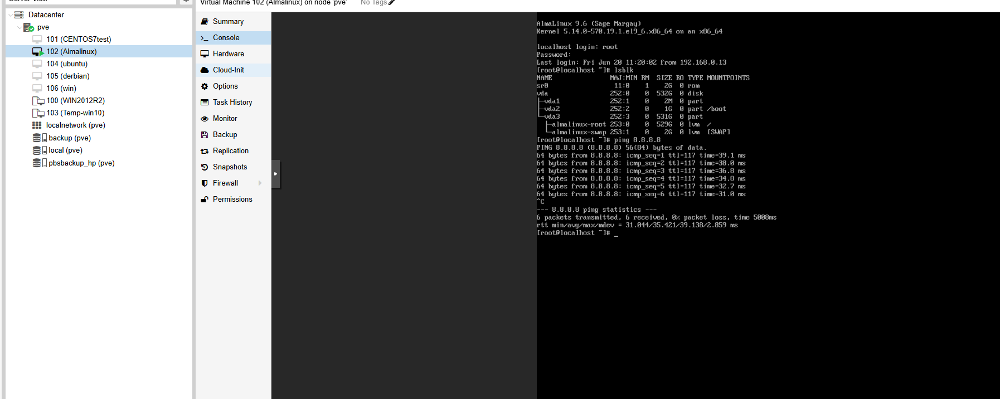 Server View
Virtual Machine 102 (Almalinux) on node 'pve'
No Tags
Datacenter
pve
101 (CENTOS7test)
102 (Almalinux)
104 (ubuntu)
105 (derbian)
106 (win)
100 (WIN2012R2)
103 (Temp-win10)
localnetwork (pve)
backup (pve)
local (pve)
pbsbackup_hp (pve)
Summary
>_ Console
Hardware
Cloud-Init
Options
Task History
Monitor
Backup
Replication
Snapshots
Firewall
Permissions
AlmaLinux 9.6 (Sage Margay)
Kernel 5.14.0-570.19.1.el9_6.x86_64 on an x86_64
localhost login: root
Password:
Last login: Fri Jun 20 11:20:02 from 192.168.0.13
[root@localhost ~]# lsblk
NAME MAJ:MIN RM SIZE RO TYPE MOUNTPOINTS
sr0 11:0 1 2G 0 rom
vda 252:0 0 532G 0 disk
├─vda1 252:1 0 2M 0 part
├─vda2 252:2 0 1G 0 part /boot
└─vda3 252:3 0 531G 0 part
├─almalinux-root 253:0 0 529G 0 lvm /
└─almalinux-swap 253:1 0 2G 0 lvm [SWAP]
[root@localhost ~]# ping 8.8.8.8
PING 8.8.8.8 (8.8.8.8) 56(84) bytes of data.
64 bytes from 8.8.8.8: icmp_seq=1 ttl=117 time=39.1 ms
64 bytes from 8.8.8.8: icmp_seq=2 ttl=117 time=38.0 ms
64 bytes from 8.8.8.8: icmp_seq=3 ttl=117 time=36.8 ms
64 bytes from 8.8.8.8: icmp_seq=4 ttl=117 time=34.8 ms
64 bytes from 8.8.8.8: icmp_seq=5 ttl=117 time=32.7 ms
64 bytes from 8.8.8.8: icmp_seq=6 ttl=117 time=31.0 ms
^C
--- 8.8.8.8 ping statistics ---
6 packets transmitted, 6 received, 0% packet loss, time 5008ms
rtt min/avg/max/mdev = 31.044/35.421/39.138/2.859 ms
[root@localhost ~]# _